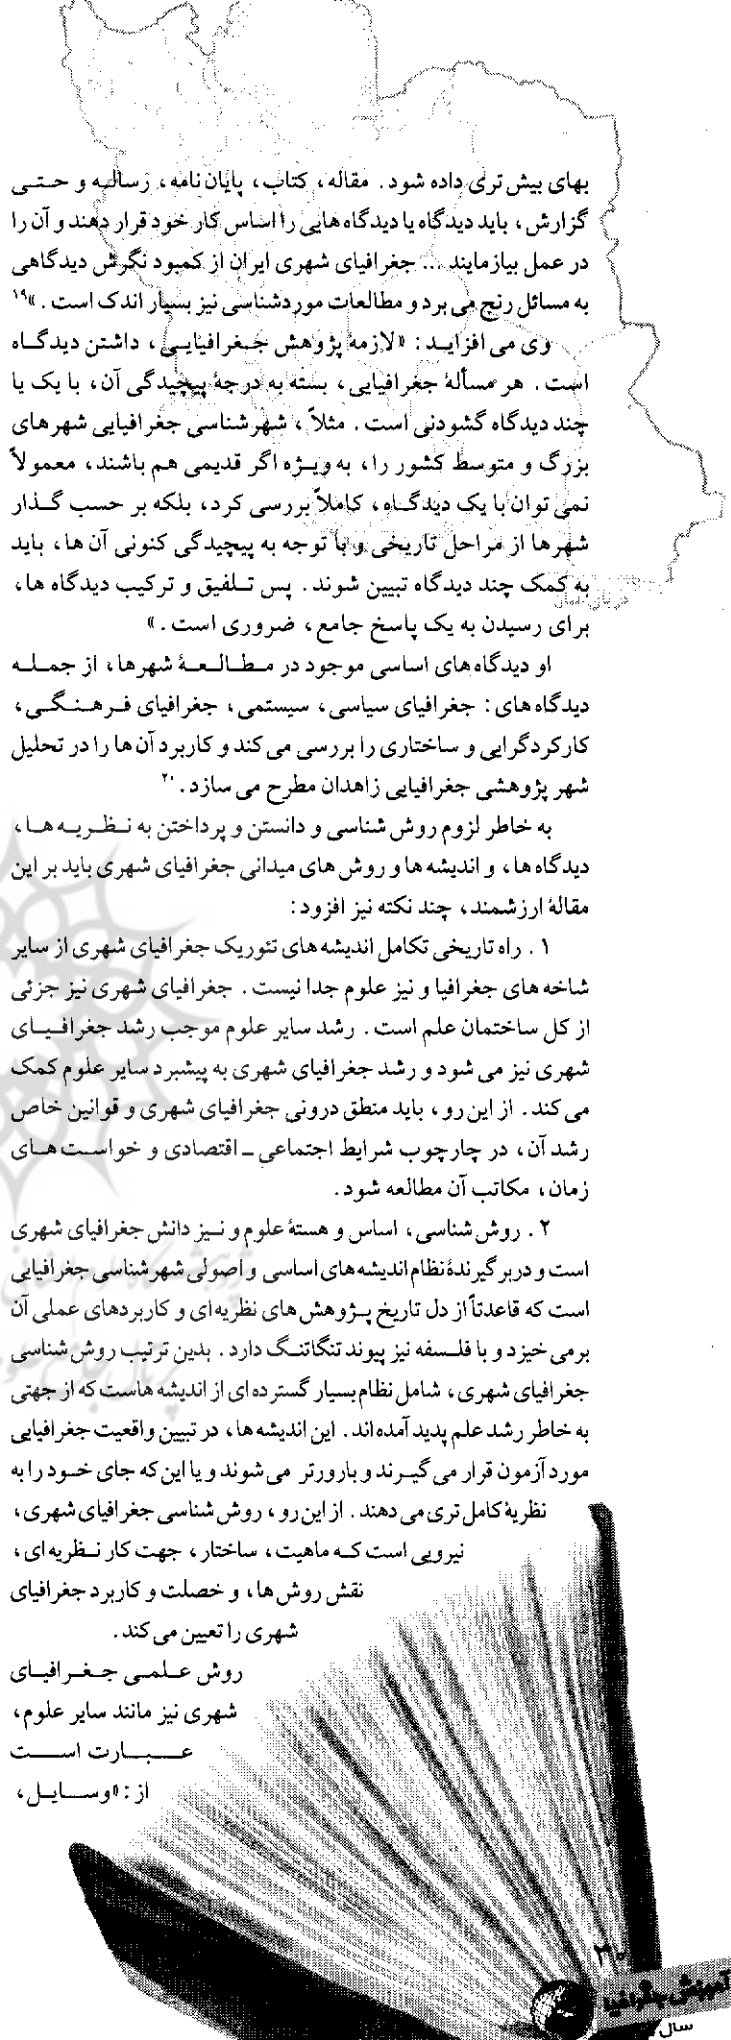 بهای بیش تری داده شود. مقاله، کتاب، پایان نامه، رساله و حتی
گزارش، باید دیدگاه یا دیدگاه هایی را اساس کار خود قرار دهند و آن را
در عمل بیازمایند ... جغرافیای شهری ایران از کمبود نگرش دیدگاهی
به مسائل رنج می برد و مطالعات موردشناسی نیز بسیار اندک است.»۱۹
وی می افزاید: «لازمهٔ پژوهش جغرافیایی، داشتن دیدگاه
است. هر مسألهٔ جغرافیایی، بسته به درجهٔ پیچیدگی آن، با یک یا
چند دیدگاه گشودنی است. مثلاً، شهرشناسی جغرافیایی شهرهای
بزرگ و متوسط کشور را، به ویژه اگر قدیمی هم باشند، معمولاً
نمی توان با یک دیدگاه، کاملاً بررسی کرد، بلکه بر حسب گذار
شهرها از مراحل تاریخی و با توجه به پیچیدگی کنونی آن ها، باید
به کمک چند دیدگاه تبیین شوند. پس تلفیق و ترکیب دیدگاه ها،
برای رسیدن به یک پاسخ جامع، ضروری است.»
او دیدگاه های اساسی موجود در مطالعهٔ شهرها، از جمله
دیدگاه های: جغرافیای سیاسی، سیستمی، جغرافیای فرهنگی،
کارکردگرایی و ساختاری را بررسی می کند و کاربرد آن ها را در تحلیل
شهر پژوهشی جغرافیایی زاهدان مطرح می سازد.۲۰
به خاطر لزوم روش شناسی و دانستن و پرداختن به نظریه ها،
دیدگاه ها، و اندیشه ها و روش های میدانی جغرافیای شهری باید بر این
مقالهٔ ارزشمند، چند نکته نیز افزود:
۱. راه تاریخی تکامل اندیشه های تئوریک جغرافیای شهری از سایر
شاخه های جغرافیا و نیز علوم جدا نیست. جغرافیای شهری نیز جزئی
از کل ساختمان علم است. رشد سایر علوم موجب رشد جغرافیای
شهری نیز می شود و رشد جغرافیای شهری به پیشبرد سایر علوم کمک
می کند. از این رو، باید منطق درونی جغرافیای شهری و قوانین خاص
رشد آن، در چارچوب شرایط اجتماعی ـ اقتصادی و خواست های
زمان، مکاتب آن مطالعه شود.
۲. روش شناسی، اساس و هستهٔ علوم و نیز دانش جغرافیای شهری
است و دربرگیرندهٔ نظام اندیشه های اساسی و اصولی شهرشناسی جغرافیایی
است که قاعدتاً از دل تاریخ پژوهش های نظریه ای و کاربردهای عملی آن
برمی خیزد و با فلسفه نیز پیوند تنگاتنگ دارد. بدین ترتیب روش شناسی
جغرافیای شهری، شامل نظام بسیار گسترده ای از اندیشه هاست که از جهتی
به خاطر رشد علم پدید آمده اند. این اندیشه ها، در تبیین واقعیت جغرافیایی
مورد آزمون قرار می گیرند و بارورتر می شوند و یا این که جای خود را به
نظریهٔ کامل تری می دهند. از این رو، روش شناسی جغرافیای شهری،
نیرویی است که ماهیت، ساختار، جهت کار نظریه ای،
نقش روش ها، و خصلت و کاربرد جغرافیای
شهری را تعیین می کند.
روش علمی جغرافیای
شهری نیز مانند سایر علوم،
عبارت است
از: «وسایل،
۳۰
آموزش جغرافیا
سال